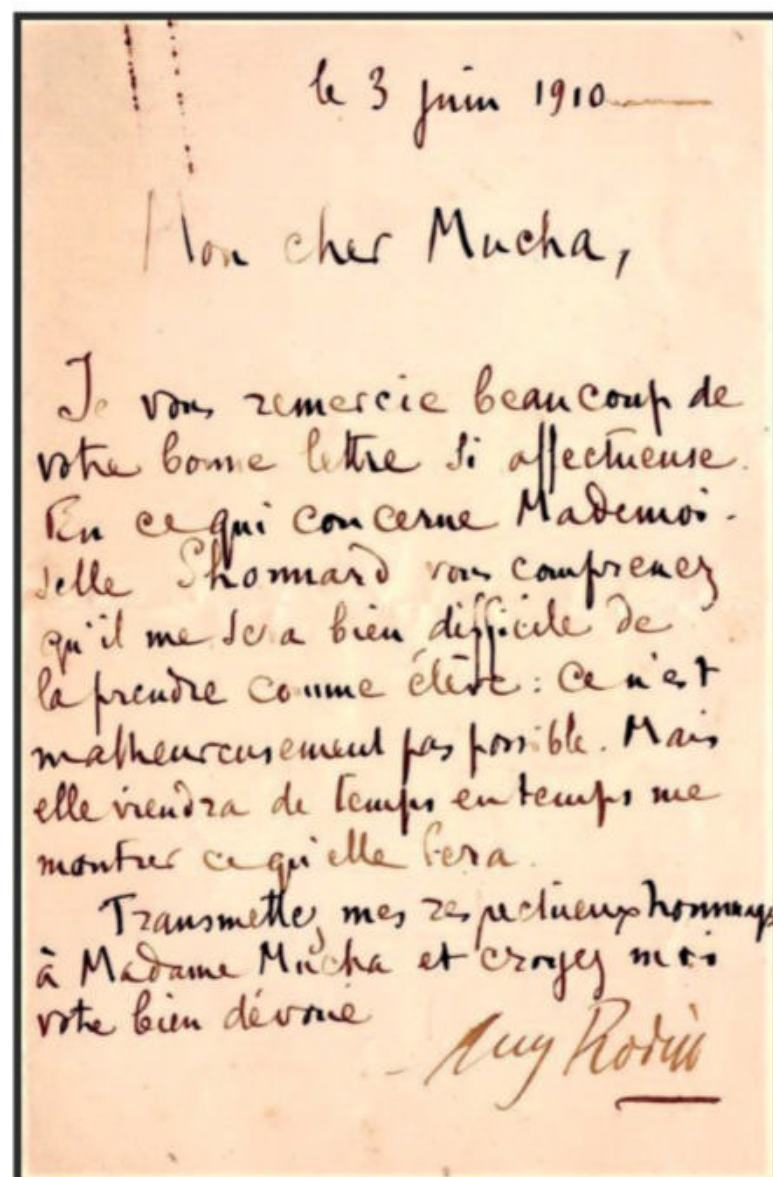 le 3 juin 1910
Mon cher Mucha,
Je vous remercie beaucoup de
votre bonne lettre si affectueuse.
En ce qui concerne Mademoi-
selle Shonnard vous comprenez
qu'il me sera bien difficile de
la prendre comme élève : ce n'est
malheureusement pas possible. Mais
elle viendra de temps en temps me
montrer ce qu'elle fera.
Transmettez mes respectueux hommages
à Madame Mucha et croyez moi
votre bien dévoué
Aug Rodin